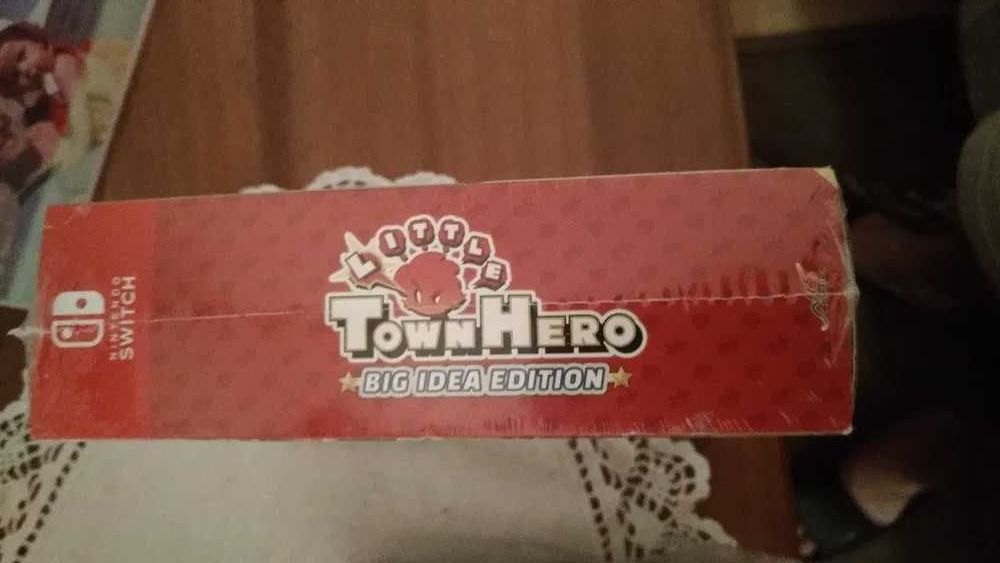 NINTENDO
SWITCH
LITTLE
TOWN HERO
BIG IDEA EDITION